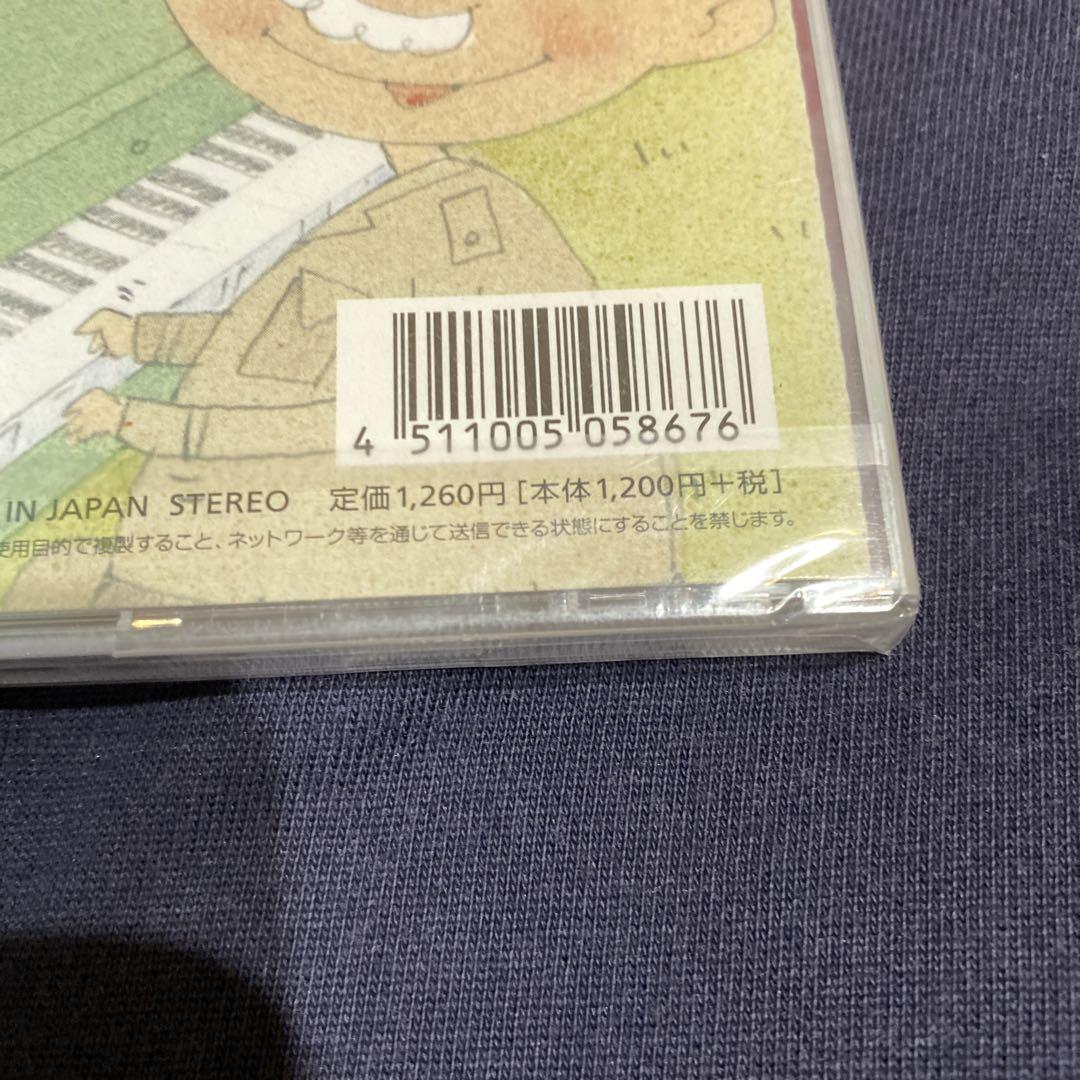 4 511005 058676
IN JAPAN STEREO 定価1,260円[本体1,200円+税]
使用目的で複製すること、ネットワーク等を通じて送信できる状態にすることを禁じます。